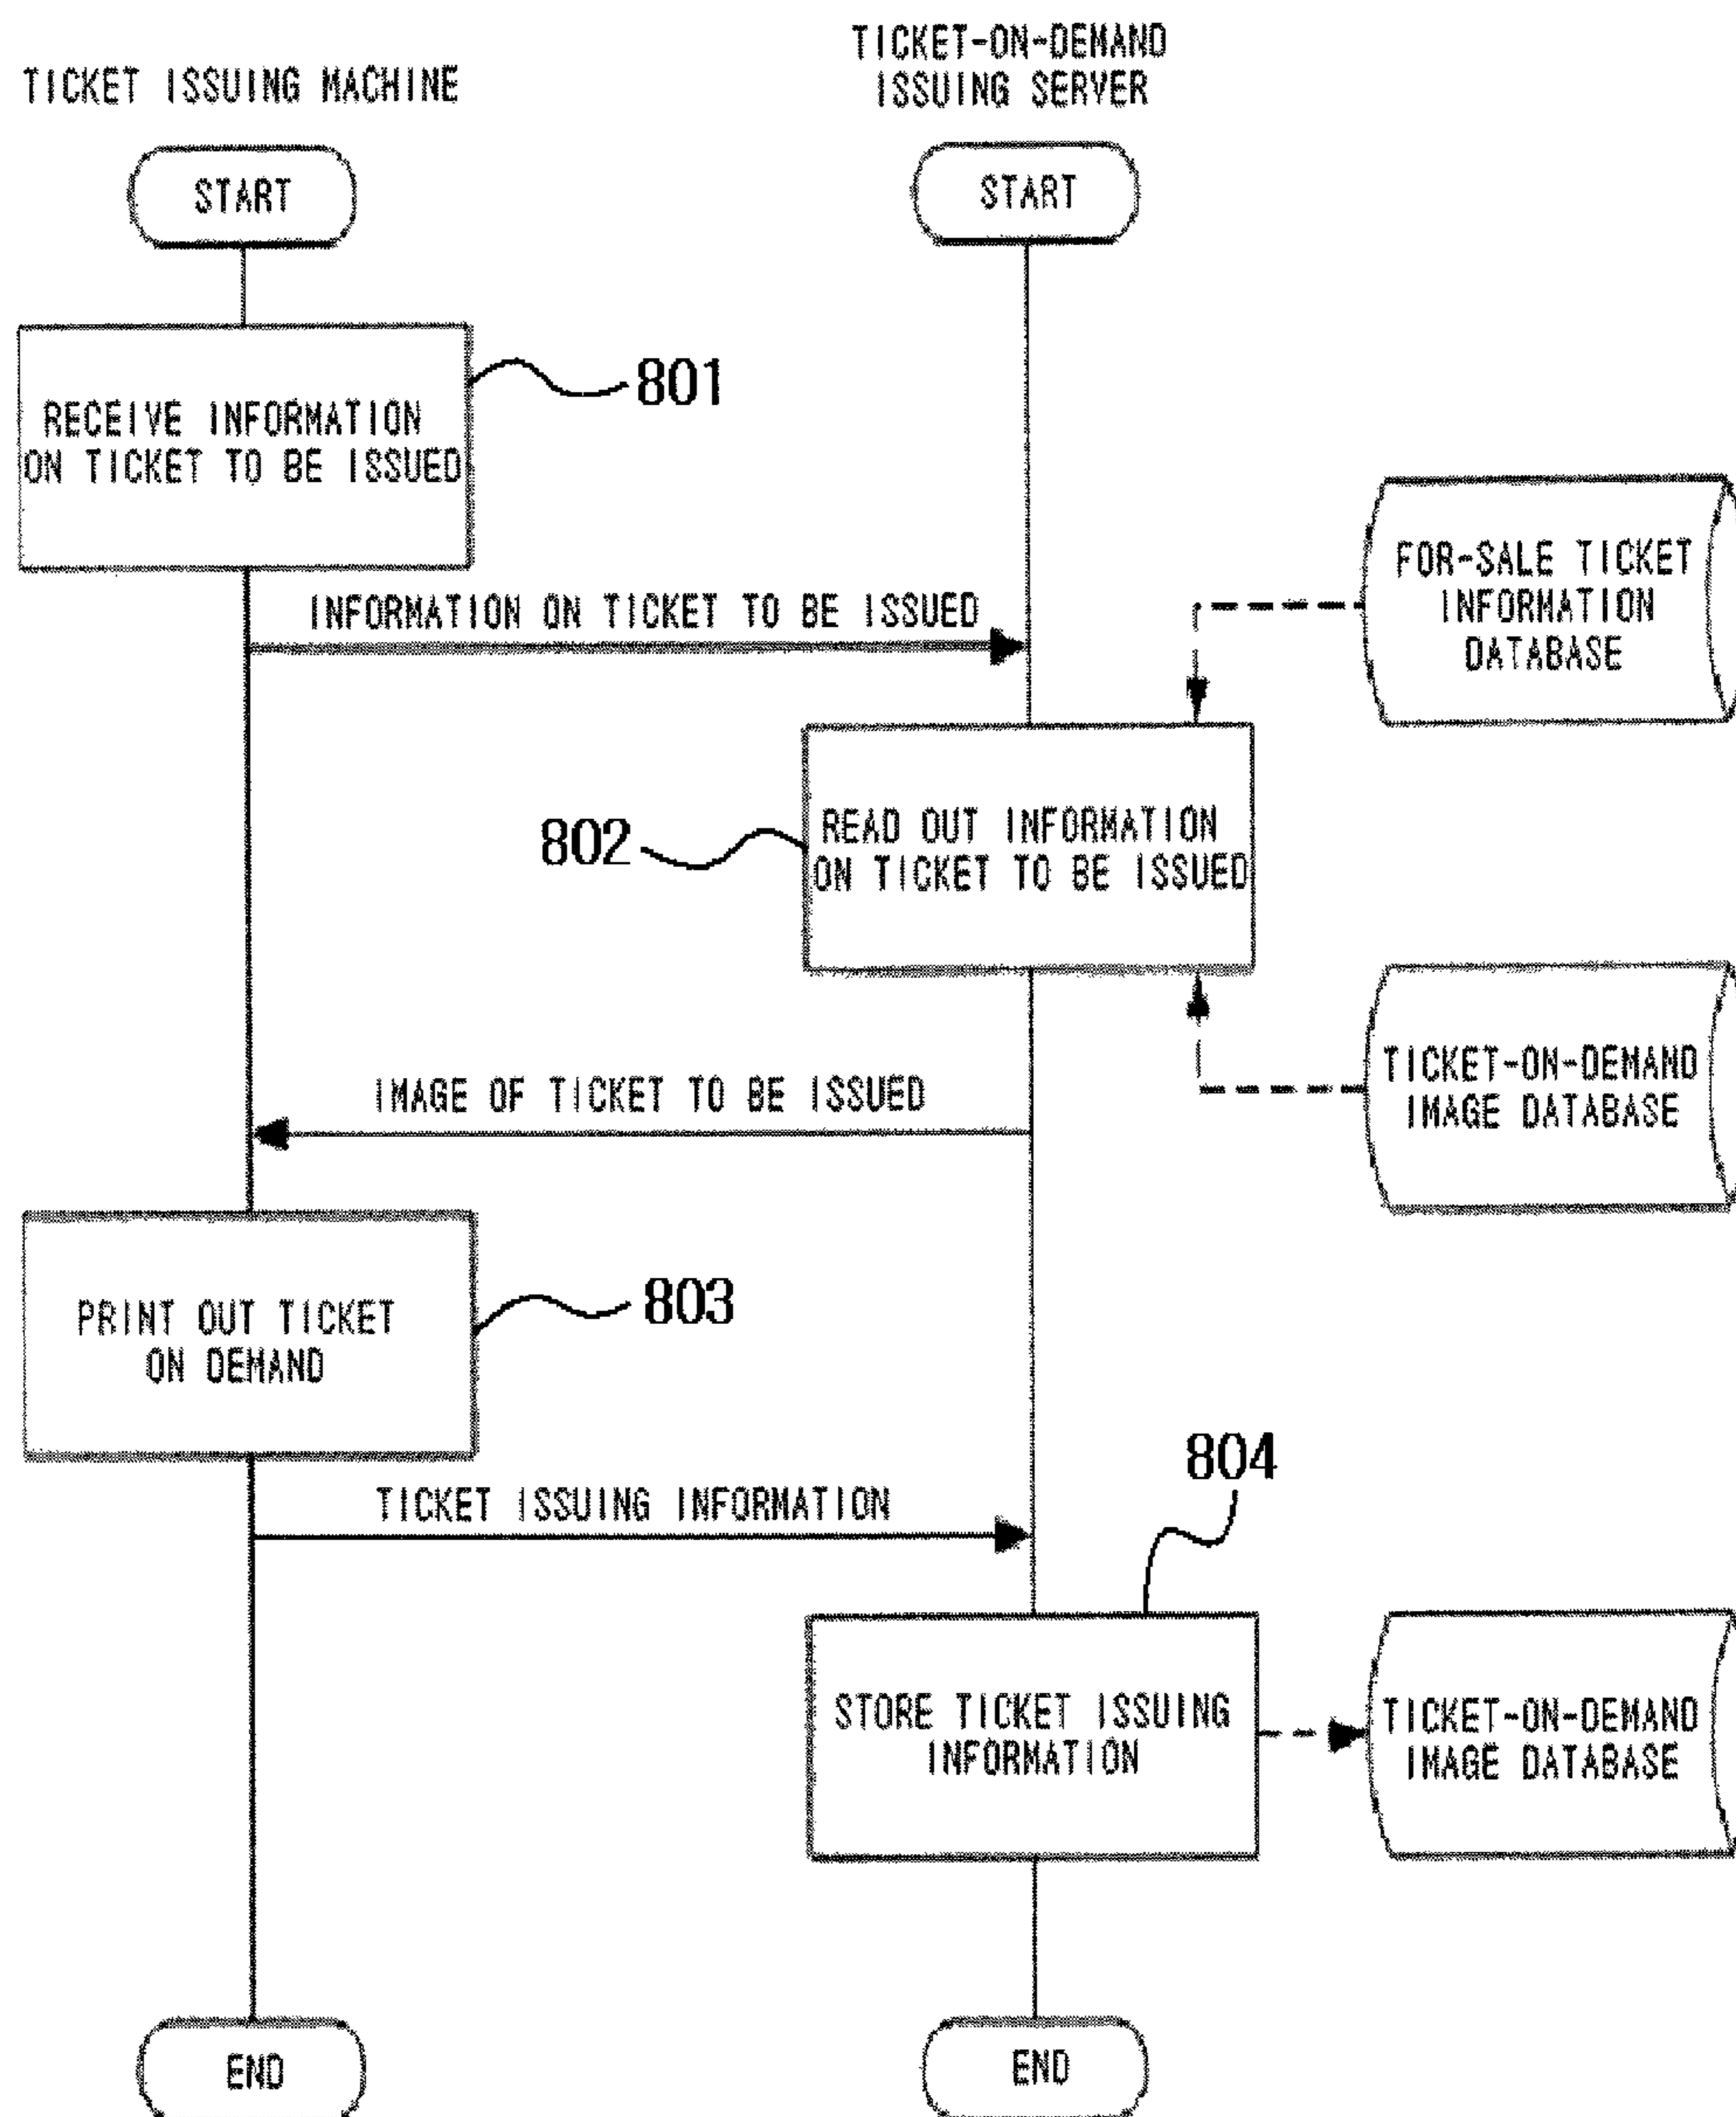 TICKET ISSUING MACHINE
TICKET-ON-DEMAND
ISSUING SERVER
START
START
RECEIVE INFORMATION
ON TICKET TO BE ISSUED
801
INFORMATION ON TICKET TO BE ISSUED
FOR-SALE TICKET
INFORMATION
DATABASE
802
READ OUT INFORMATION
ON TICKET TO BE ISSUED
IMAGE OF TICKET TO BE ISSUED
TICKET-ON-DEMAND
IMAGE DATABASE
PRINT OUT TICKET
ON DEMAND
803
TICKET ISSUING INFORMATION
804
STORE TICKET ISSUING
INFORMATION
TICKET-ON-DEMAND
IMAGE DATABASE
END
END